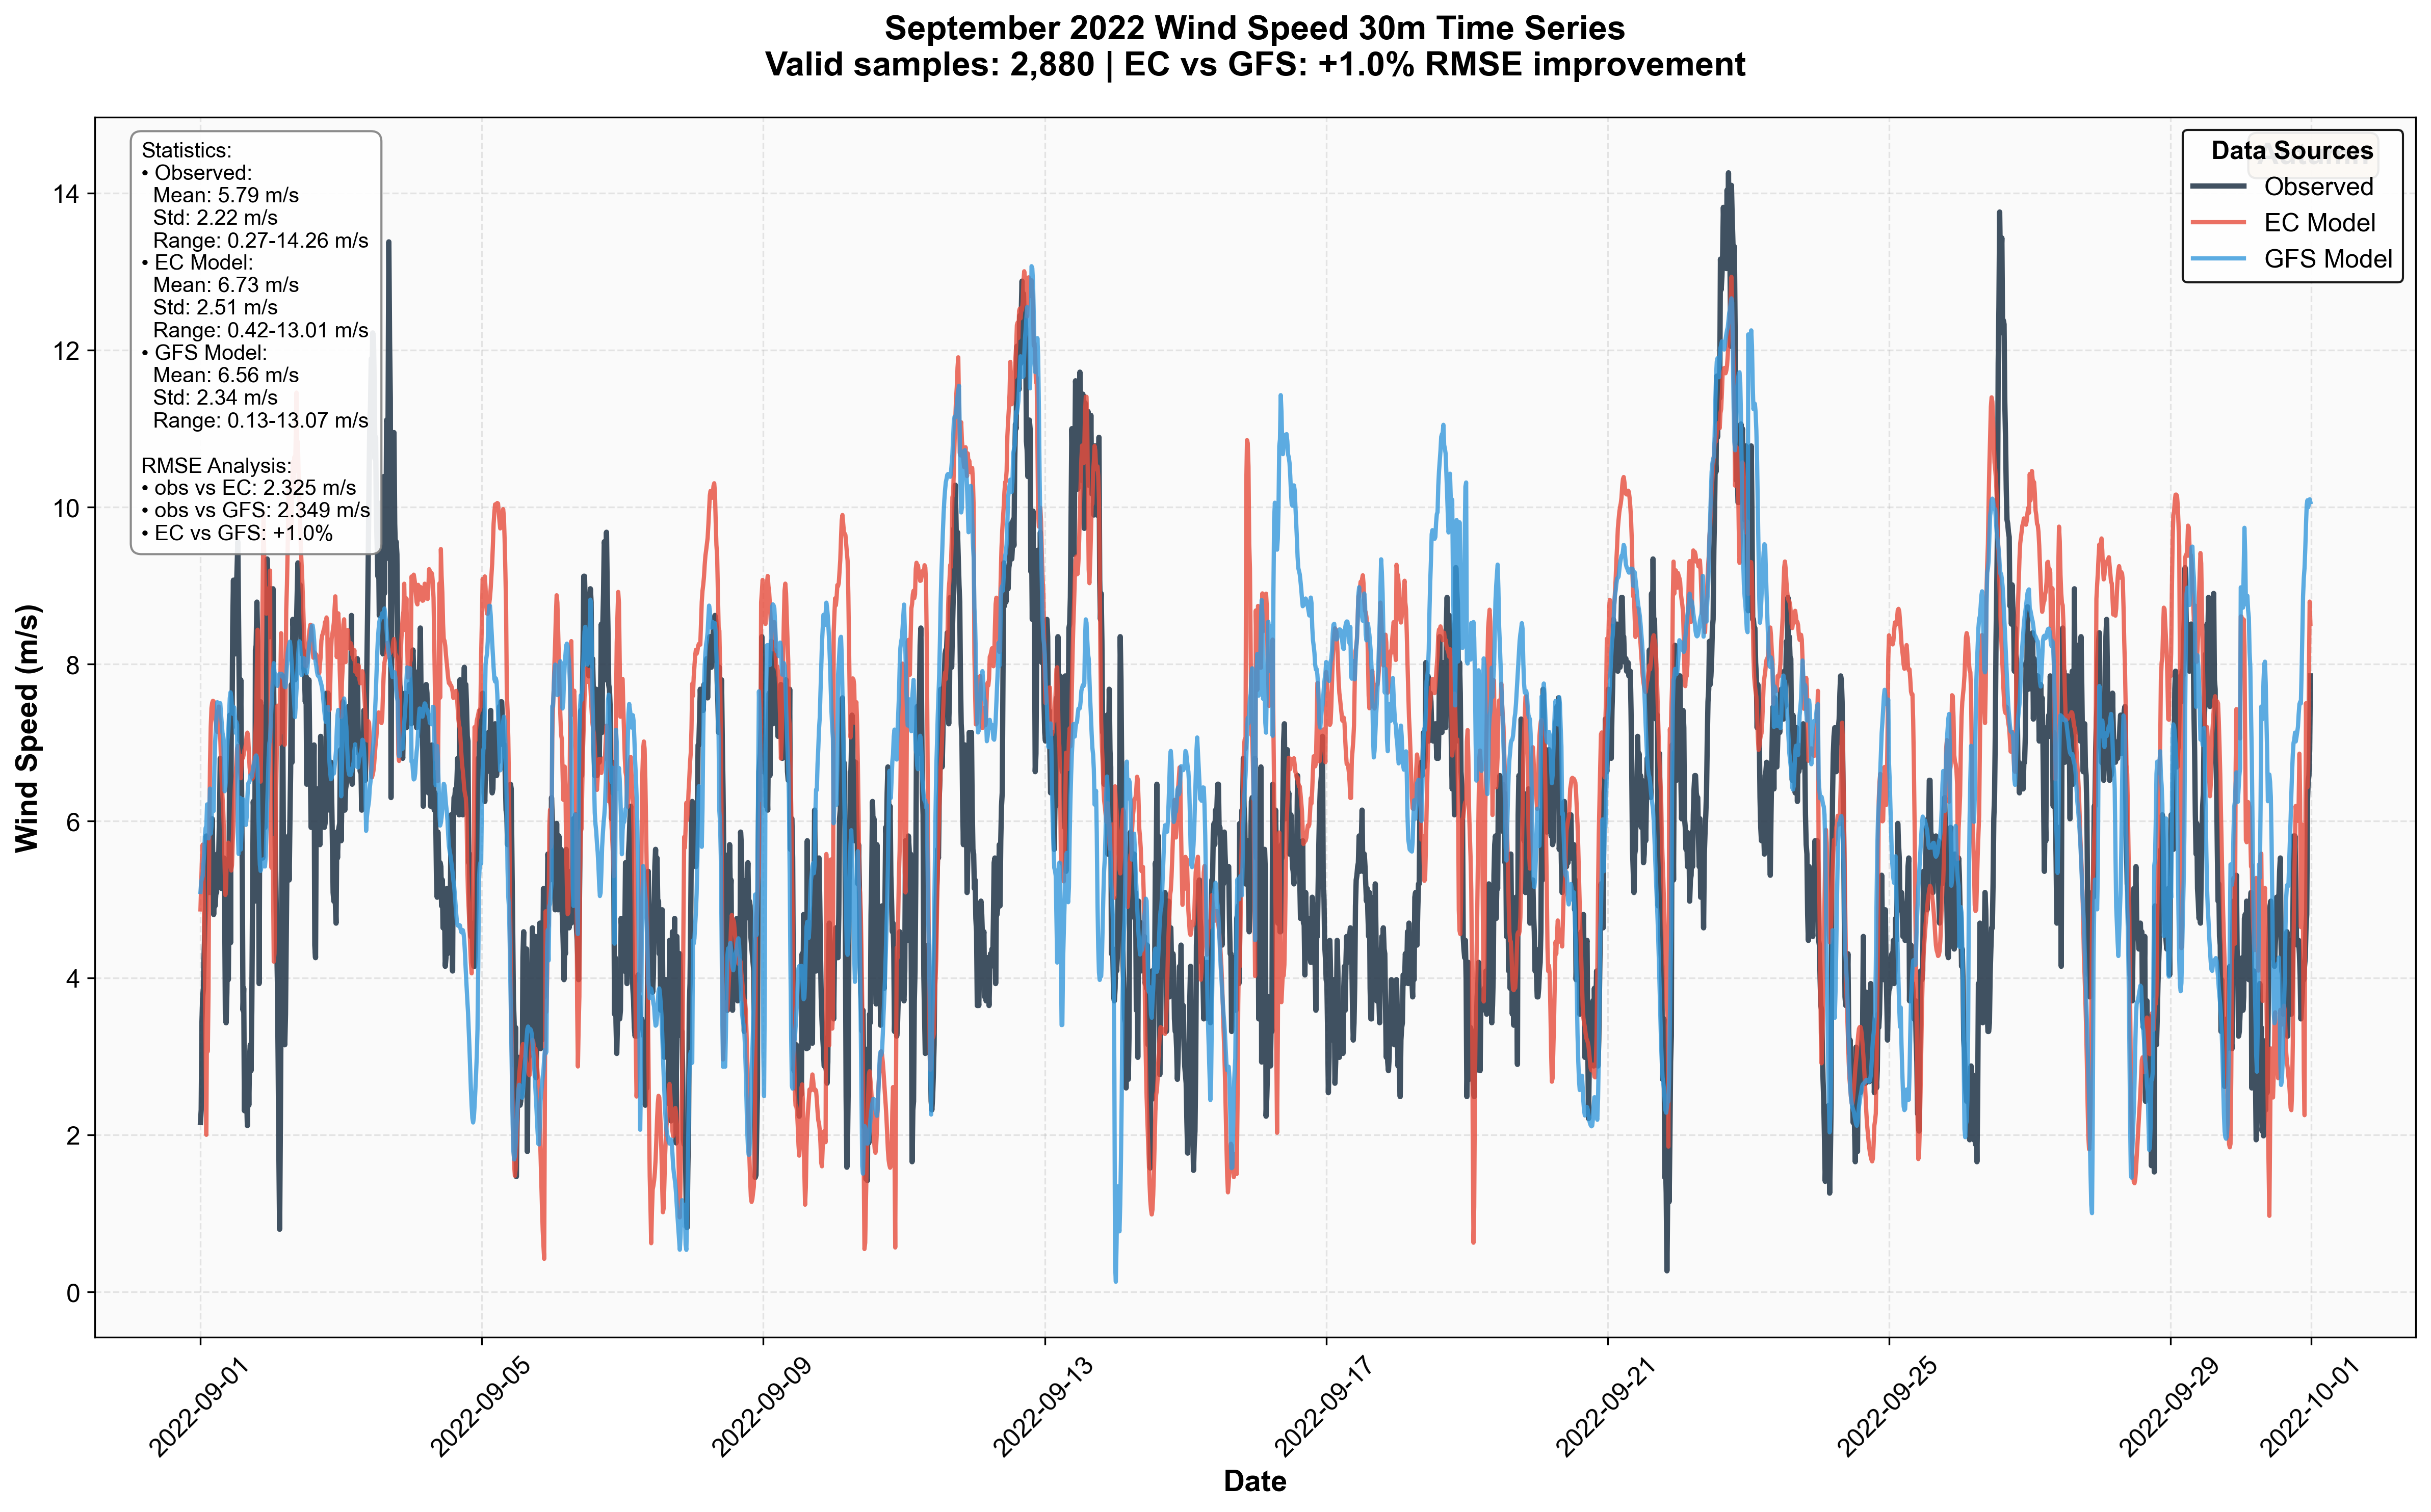 September 2022 Wind Speed 30m Time Series
Valid samples: 2,880 | EC vs GFS: +1.0% RMSE improvement
Statistics:
• Observed:
Mean: 5.79 m/s
Std: 2.22 m/s
Range: 0.27-14.26 m/s
• EC Model:
Mean: 6.73 m/s
Std: 2.51 m/s
Range: 0.42-13.01 m/s
• GFS Model:
Mean: 6.56 m/s
Std: 2.34 m/s
Range: 0.13-13.07 m/s
RMSE Analysis:
• obs vs EC: 2.325 m/s
• obs vs GFS: 2.349 m/s
• EC vs GFS: +1.0%
Data Sources
Observed
EC Model
GFS Model
Wind Speed (m/s)
14
12
10
8
6
4
2
0
2022-09-01
2022-09-05
2022-09-09
2022-09-13
2022-09-17
2022-09-21
2022-09-25
2022-09-29
2022-10-01
Date